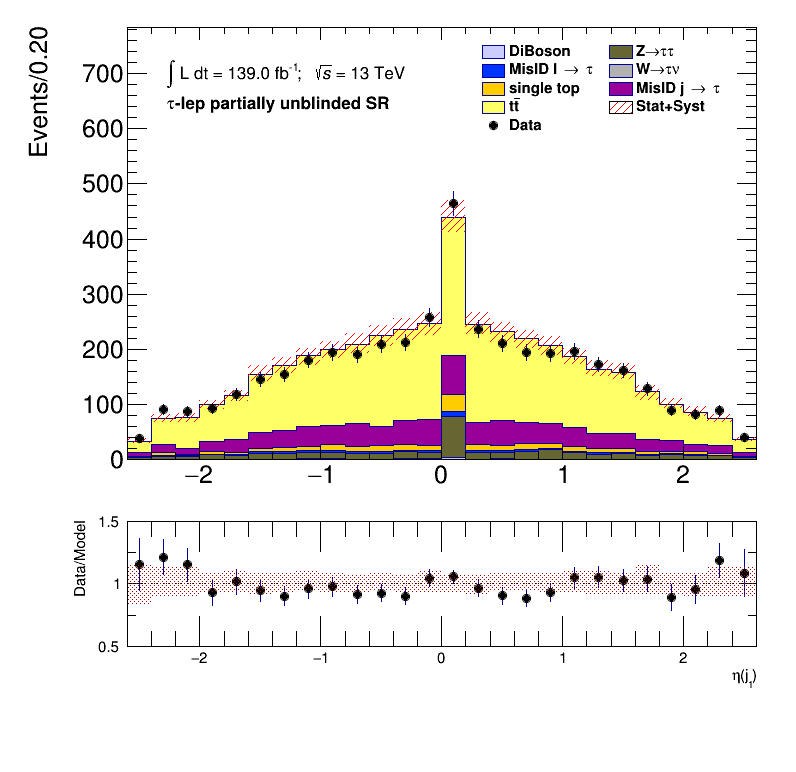 Events/0.20
∫ L dt = 139.0 fb⁻¹; √s = 13 TeV
τ-lep partially unblinded SR
DiBoson
Z→ττ
MisID l → τ
W→τν
single top
MisID j → τ
tt̄
Stat+Syst
Data
700
600
500
400
300
200
100
0
−2 −1 0 1 2
Data/Model
1.5
1
0.5
−2 −1 0 1 2
η(j₁)